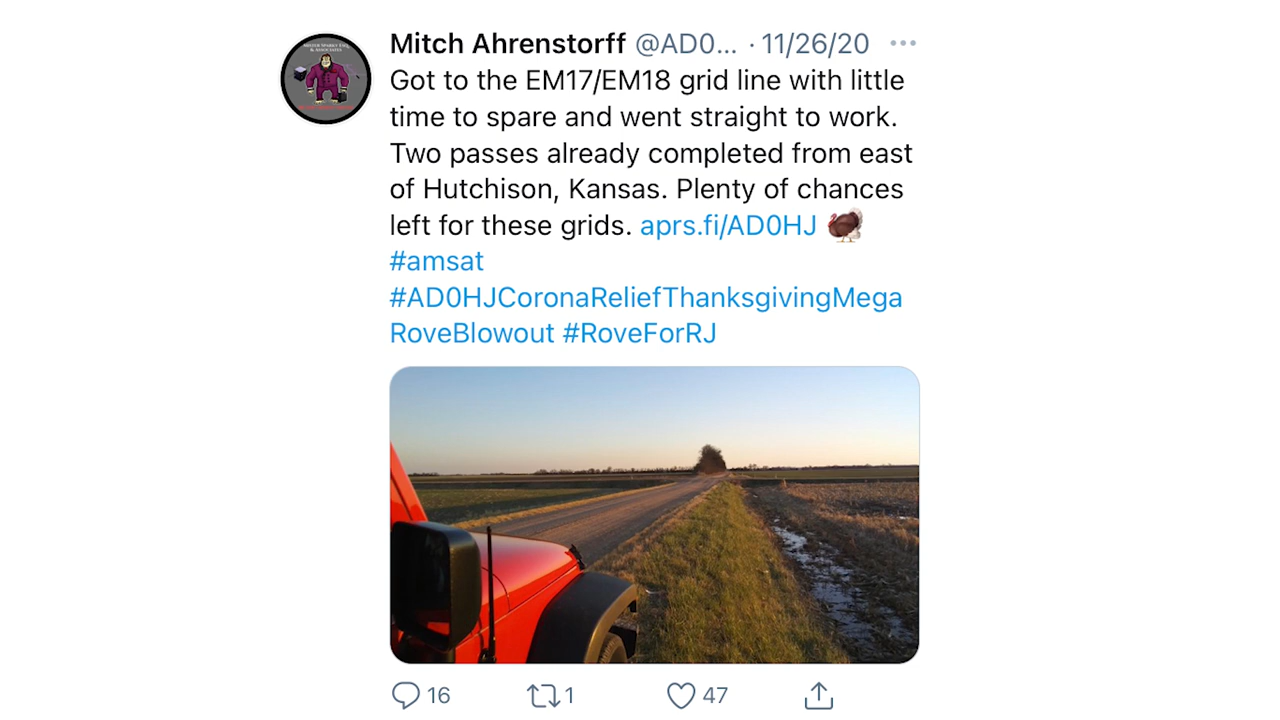 Mitch Ahrenstorff @AD0... · 11/26/20
Got to the EM17/EM18 grid line with little
time to spare and went straight to work.
Two passes already completed from east
of Hutchison, Kansas. Plenty of chances
left for these grids. aprs.fi/AD0HJ 🦃
#amsat
#AD0HJCoronaReliefThanksgivingMega
RoveBlowout #RoveForRJ
16 1 47